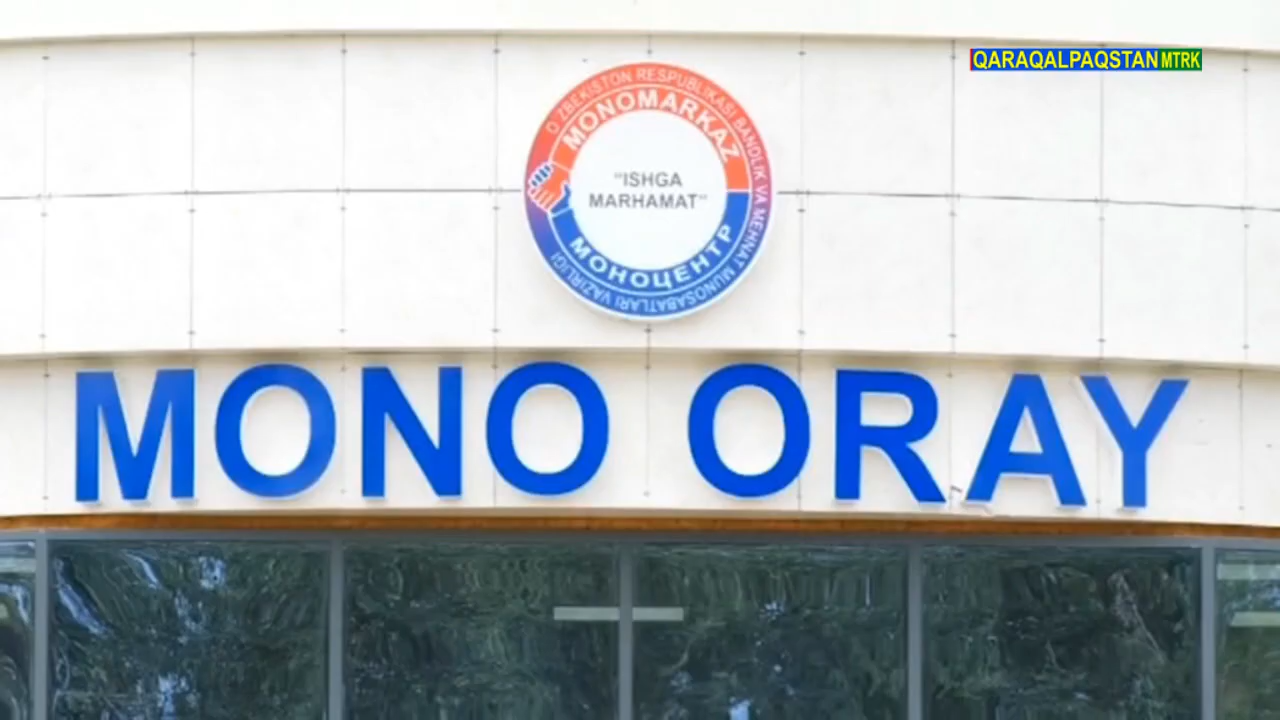 QARAQALPAQSTAN MTRK
O'ZBEKISTON RESPUBLIKASI BANDLIK VA MEHNAT MUNOSABATLARI VAZIRLIGI
MONOMARKAZ
"ISHGA
MARHAMAT"
МОНОЦЕНТР
MONO ORAY